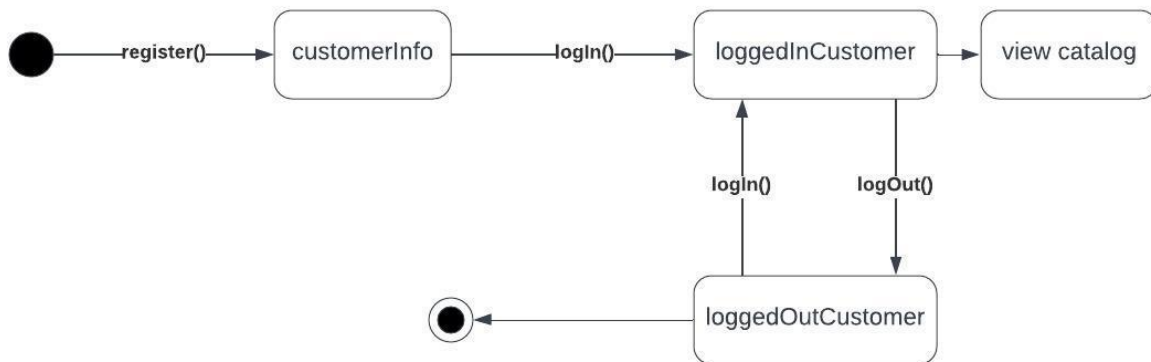 register()
customerInfo
logIn()
loggedInCustomer
view catalog
logIn()
logOut()
loggedOutCustomer